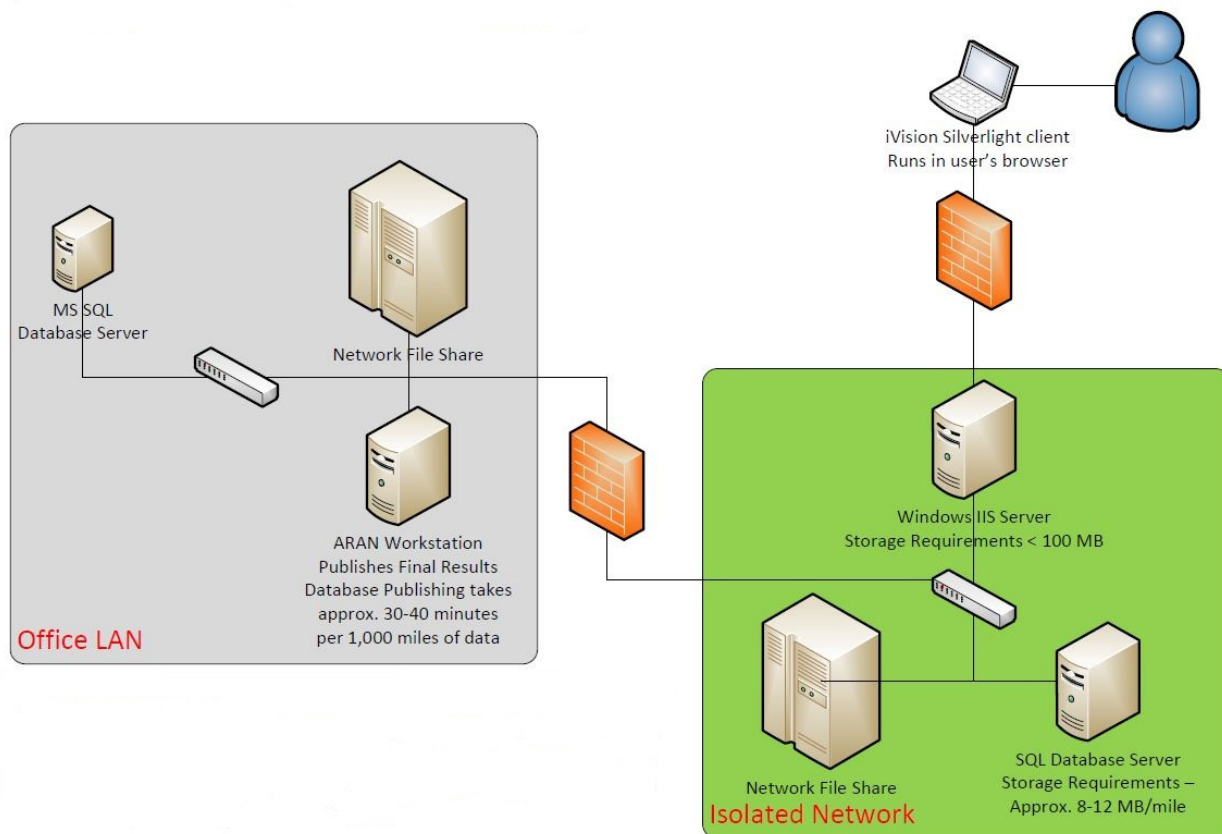 iVision Silverlight client
Runs in user's browser
MS SQL
Database Server
Network File Share
ARAN Workstation
Publishes Final Results
Database Publishing takes
approx. 30-40 minutes
per 1,000 miles of data
Office LAN
Windows IIS Server
Storage Requirements < 100 MB
Network File Share
SQL Database Server
Storage Requirements –
Approx. 8-12 MB/mile
Isolated Network